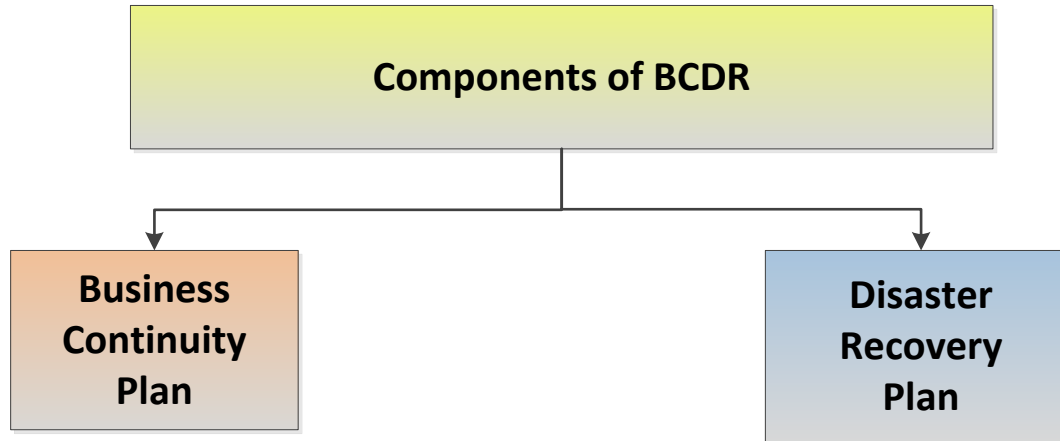 Components of BCDR
Business
Continuity
Plan
Disaster
Recovery
Plan